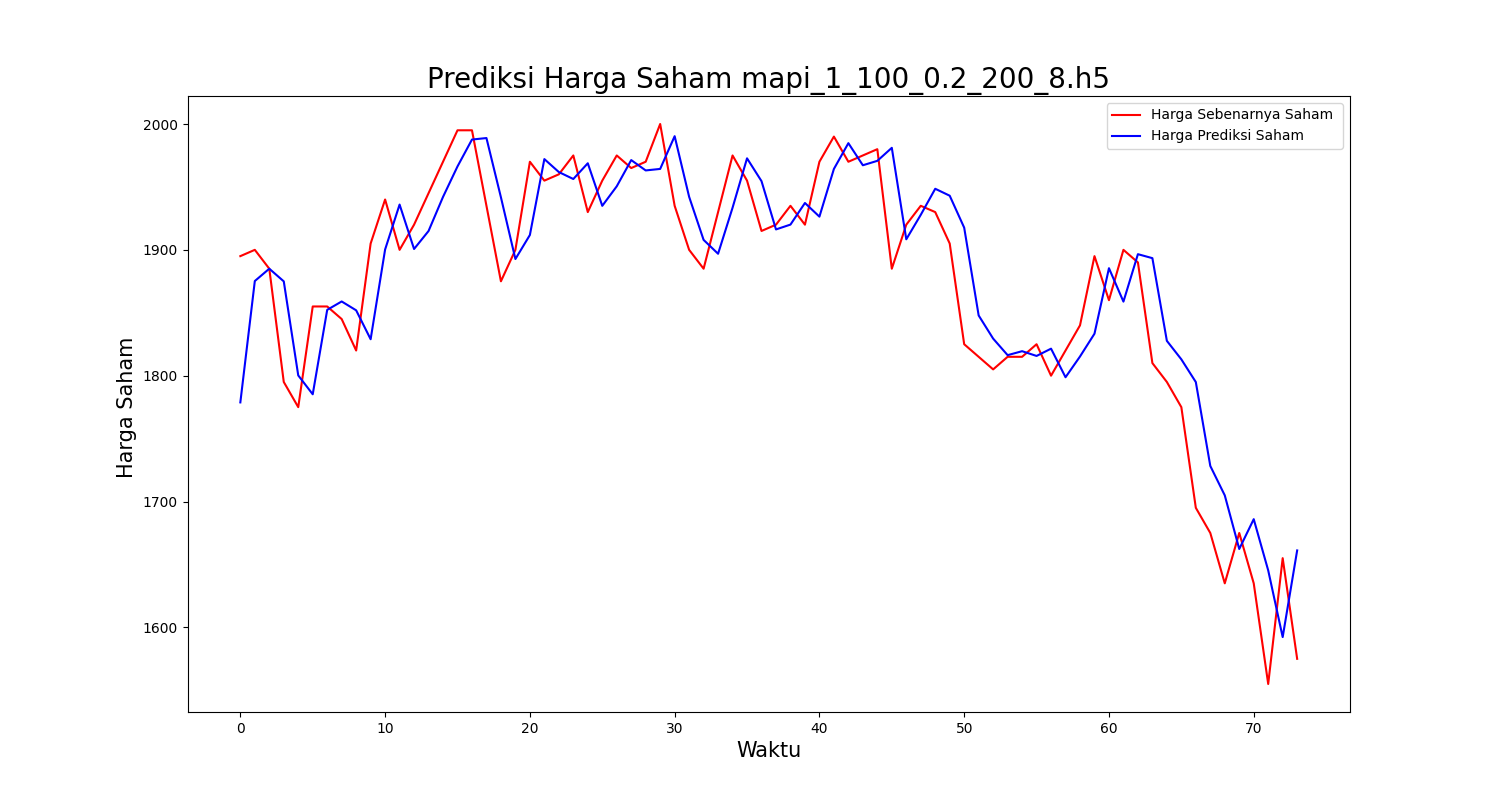 Prediksi Harga Saham mapi_1_100_0.2_200_8.h5
Harga Sebenarnya Saham
Harga Prediksi Saham
Harga Saham
2000
1900
1800
1700
1600
0 10 20 30 40 50 60 70
Waktu